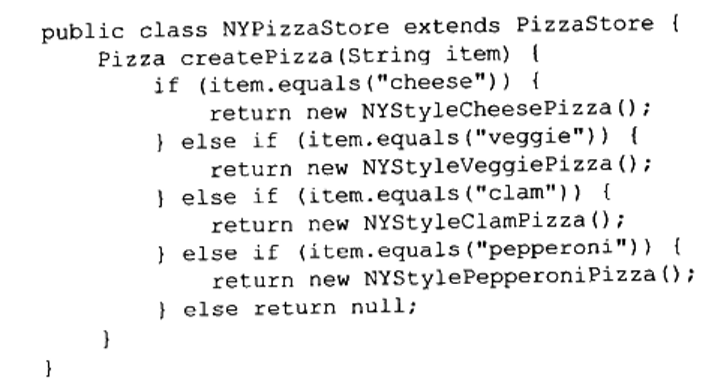 public class NYPizzaStore extends PizzaStore {
    Pizza createPizza(String item) {
        if (item.equals("cheese")) {
            return new NYStyleCheesePizza();
        } else if (item.equals("veggie")) {
            return new NYStyleVeggiePizza();
        } else if (item.equals("clam")) {
            return new NYStyleClamPizza();
        } else if (item.equals("pepperoni")) {
            return new NYStylePepperoniPizza();
        } else return null;
    }
}